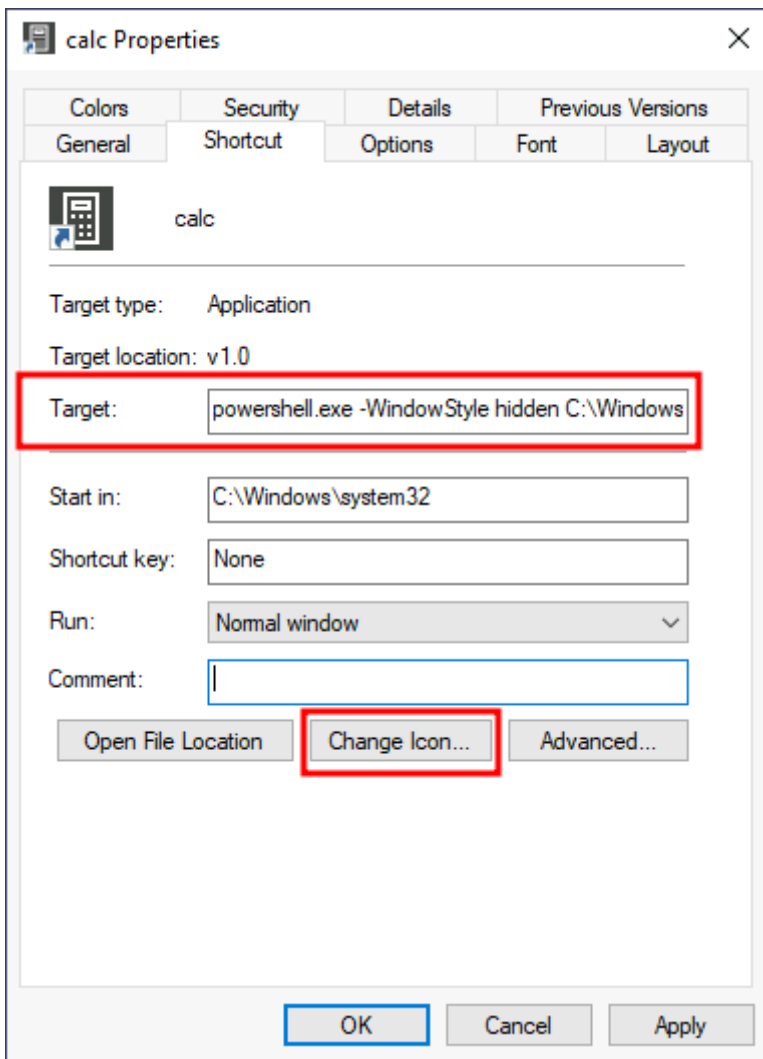 calc Properties
Colors Security Details Previous Versions
General Shortcut Options Font Layout
calc
Target type: Application
Target location: v1.0
Target: powershell.exe -WindowStyle hidden C:\Windows
Start in: C:\Windows\system32
Shortcut key: None
Run: Normal window
Comment:
Open File Location Change Icon... Advanced...
OK Cancel Apply